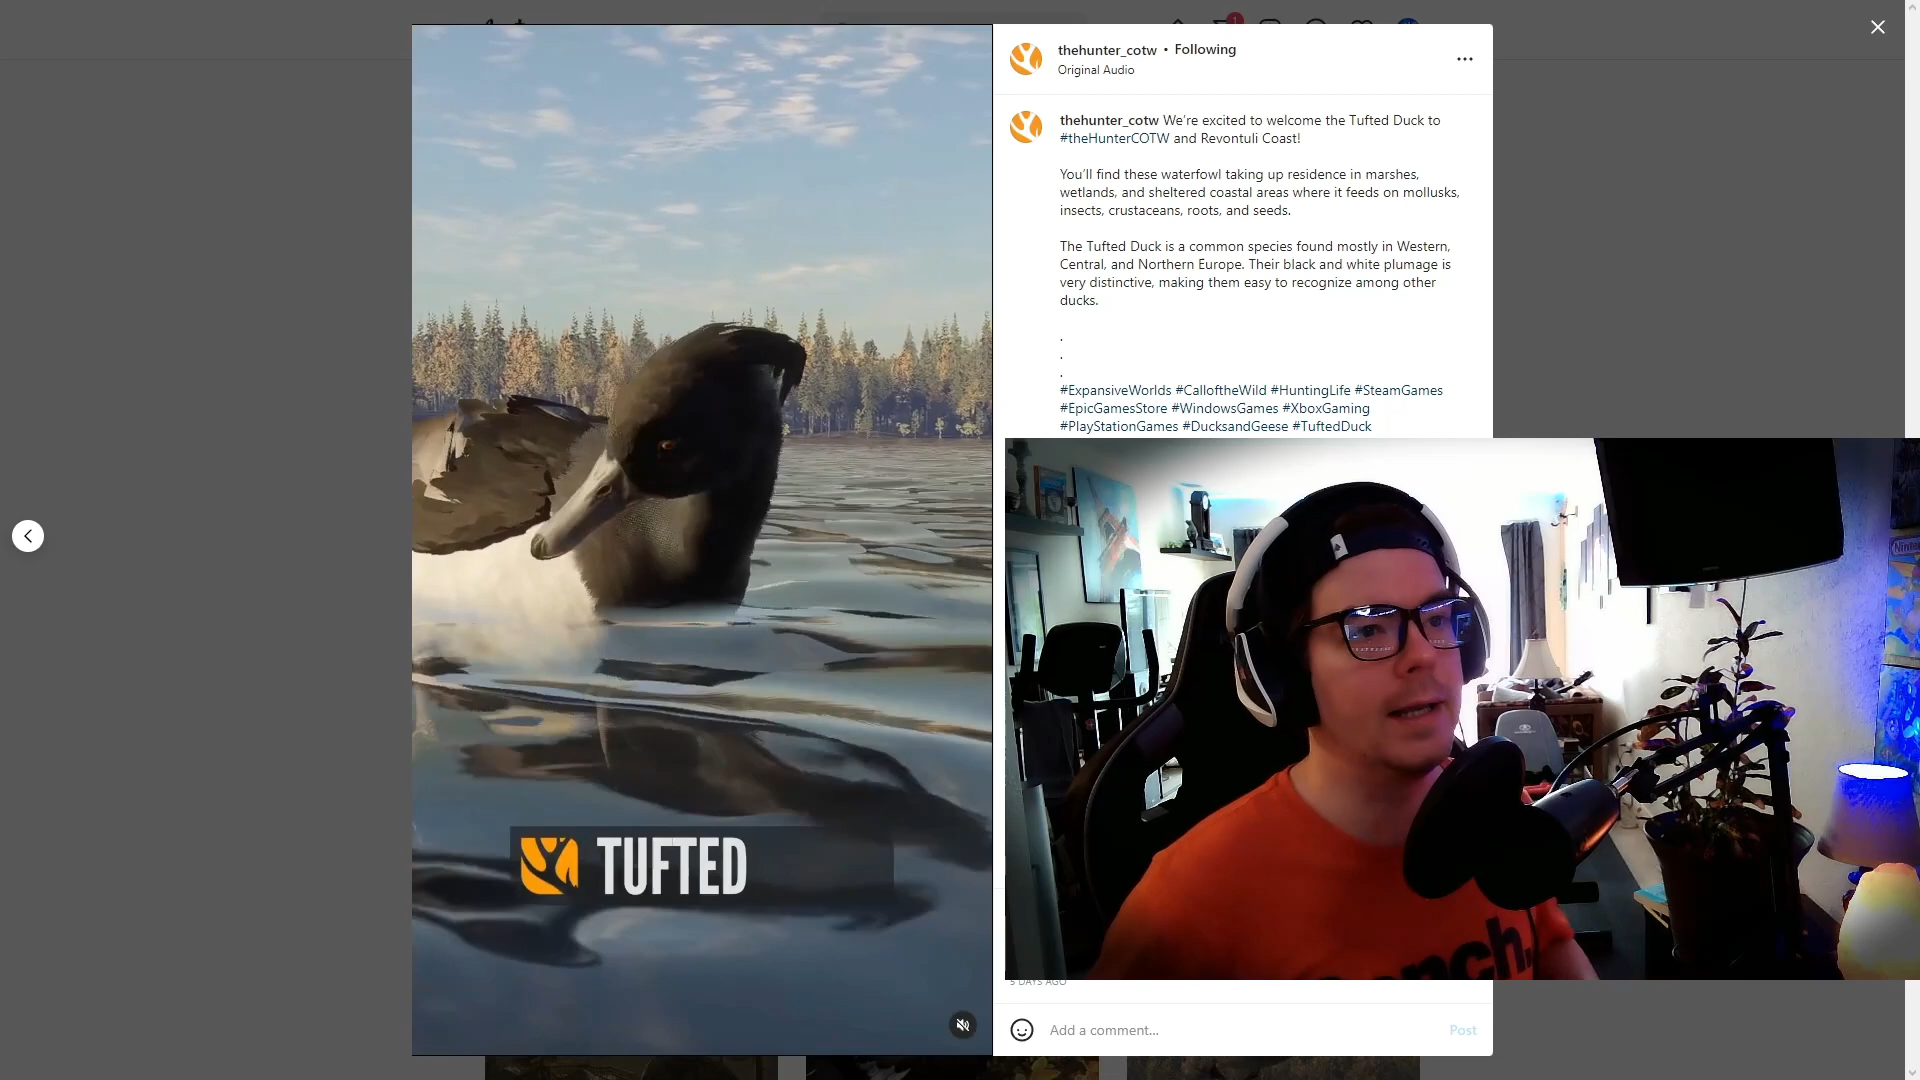 thehunter_cotw • Following
Original Audio
thehunter_cotw We're excited to welcome the Tufted Duck to
#theHunterCOTW and Revontuli Coast!
You'll find these waterfowl taking up residence in marshes,
wetlands, and sheltered coastal areas where it feeds on mollusks,
insects, crustaceans, roots, and seeds.
The Tufted Duck is a common species found mostly in Western,
Central, and Northern Europe. Their black and white plumage is
very distinctive, making them easy to recognize among other
ducks.
.
.
.
#ExpansiveWorlds #CalloftheWild #HuntingLife #SteamGames
#EpicGamesStore #WindowsGames #XboxGaming
#PlayStationGames #DucksandGeese #TuftedDuck
TUFTED
5 DAYS AGO
Add a comment...
Post
1